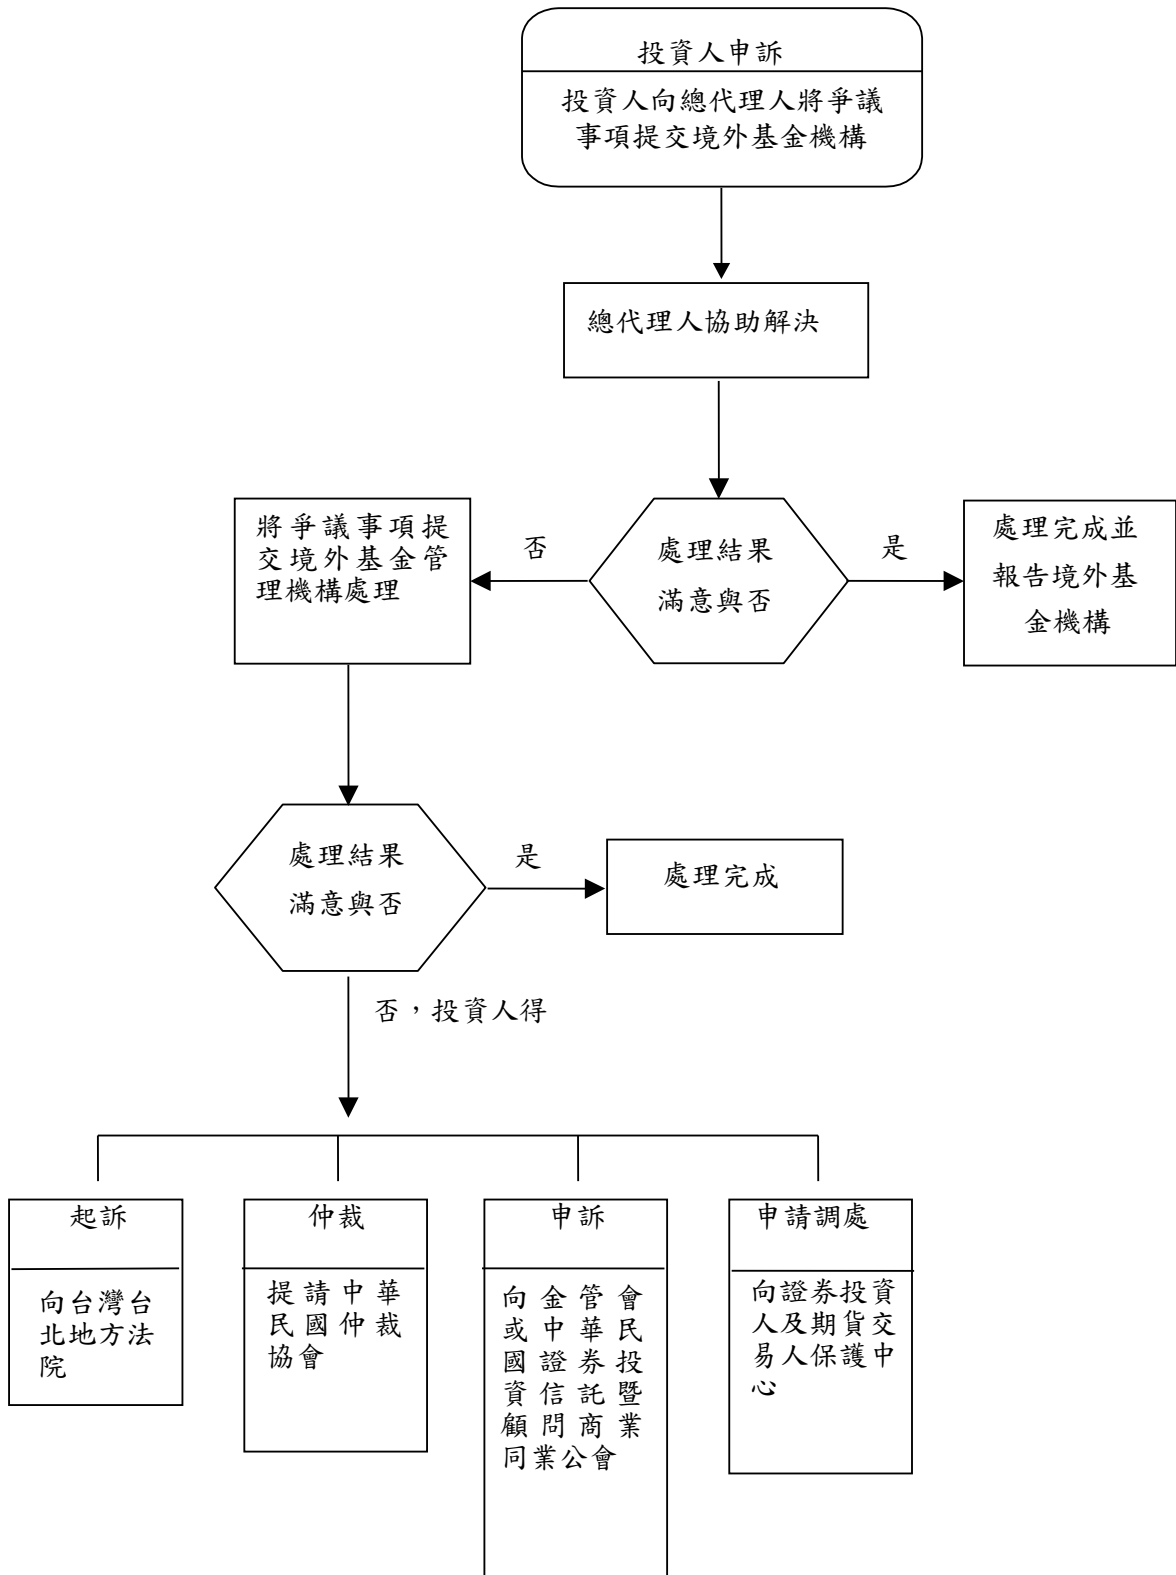 投資人申訴
投資人向總代理人將爭議
事項提交境外基金機構
總代理人協助解決
將爭議事項提
交境外基金管
理機構處理
否
處理結果
滿意與否
是
處理完成並
報告境外基
金機構
處理結果
滿意與否
是
處理完成
否，投資人得
起訴
向台灣台
北地方法
院
仲裁
提請中華
民國仲裁
協會
申訴
向金管會
或中華民
國證券投
資信託暨
顧問商業
同業公會
申請調處
向證券投資
人及期貨交
易人保護中
心